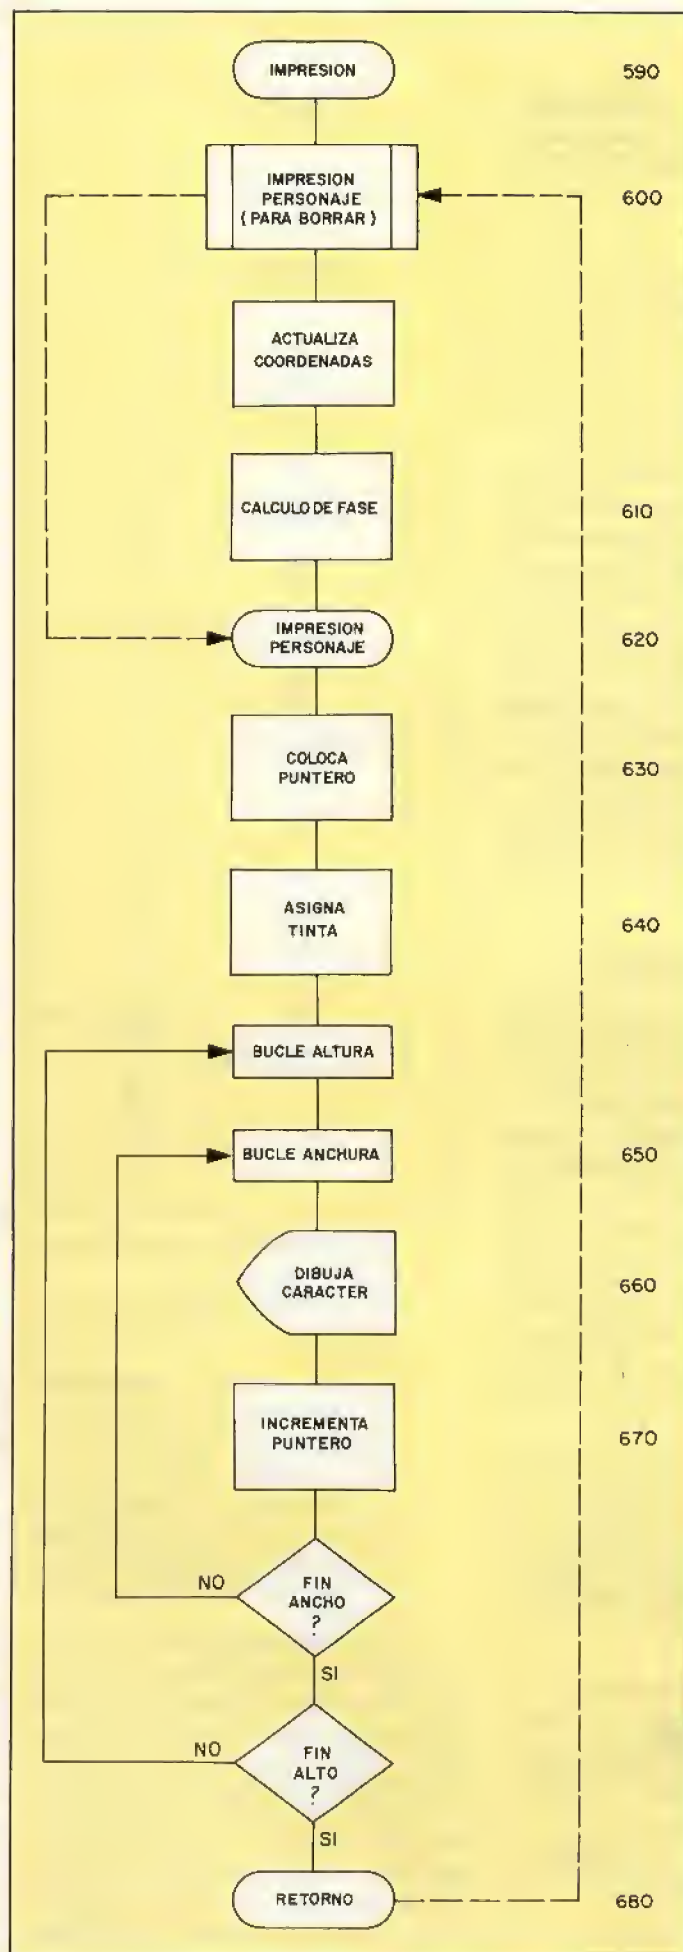 IMPRESION
590
IMPRESION
PERSONAJE
(PARA BORRAR)
600
ACTUALIZA
COORDENADAS
CALCULO DE FASE
610
IMPRESION
PERSONAJE
620
COLOCA
PUNTERO
630
ASIGNA
TINTA
640
BUCLE ALTURA
BUCLE ANCHURA
650
DIBUJA
CARACTER
660
INCREMENTA
PUNTERO
670
NO
FIN
ANCHO
?
SI
NO
FIN
ALTO
?
SI
RETORNO
680